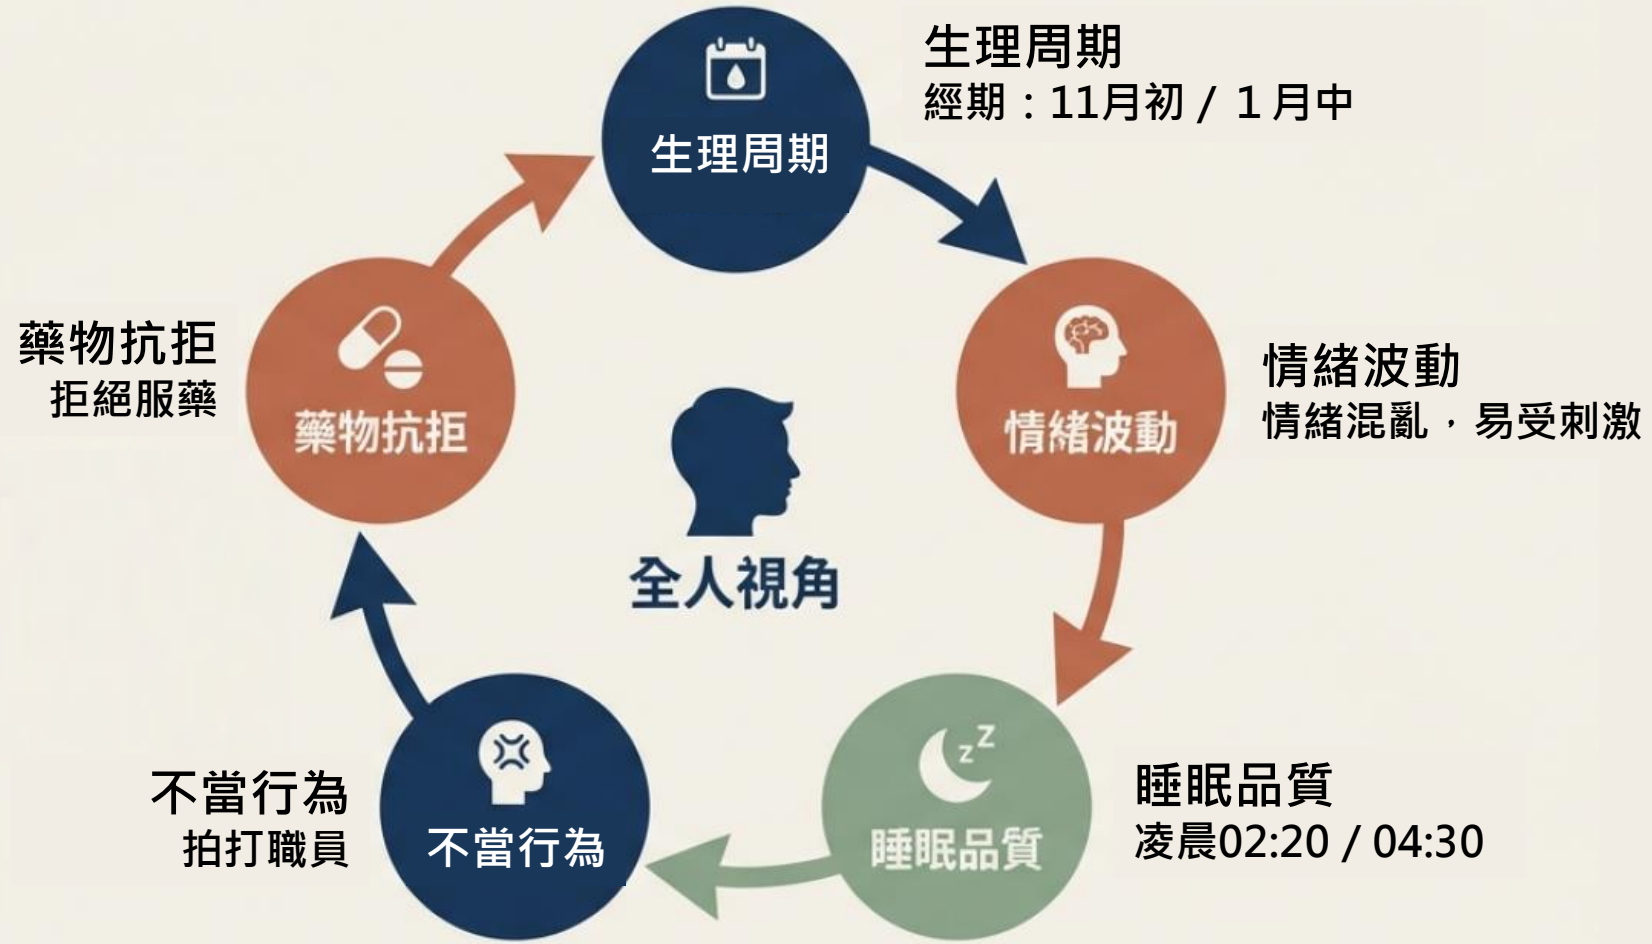 生理周期
生理周期
經期：11月初 / 1月中
情緒波動
情緒波動
情緒混亂，易受刺激
睡眠品質
睡眠品質
凌晨02:20 / 04:30
不當行為
不當行為
拍打職員
藥物抗拒
藥物抗拒
拒絕服藥
全人視角
z
z